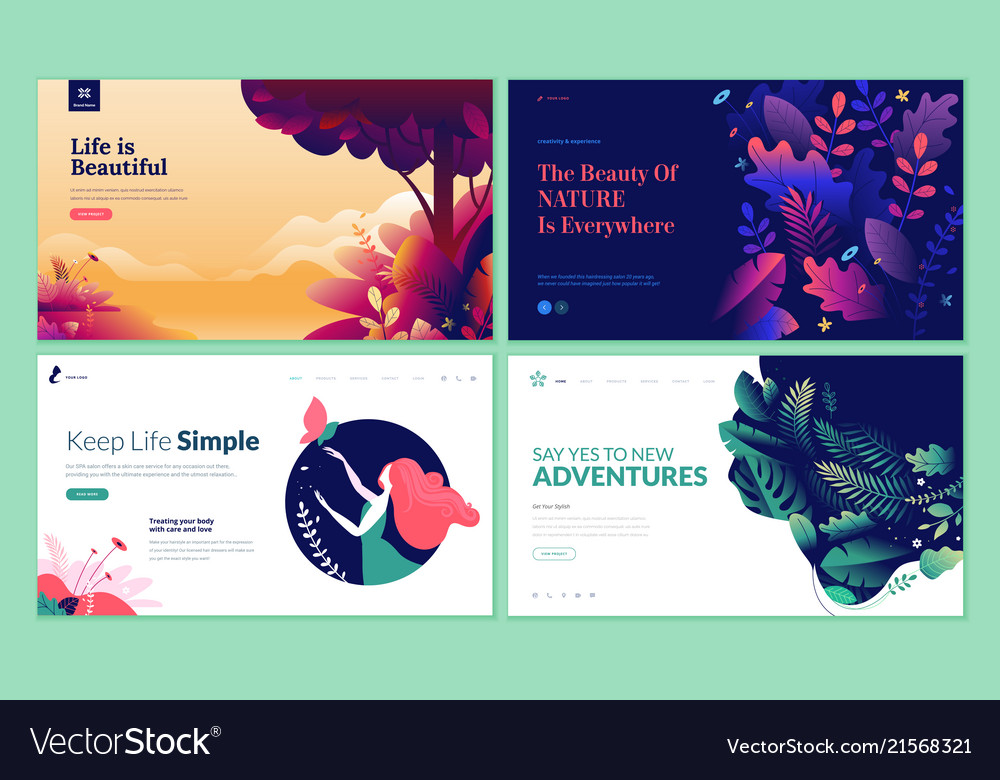 Brand Name
Life is
Beautiful
Ut enim ad minim veniam, quis nostrud exercitation ullamco
laboris nisi ut aliquip ex ea commodo consequat. uis aute irure
VIEW PROJECT
YOUR LOGO
creativity & experience
The Beauty Of
NATURE
Is Everywhere
When we founded this hairdressing salon 20 years ago,
we never could have imagined just how popular it will get!
YOUR LOGO
ABOUT PRODUCTS SERVICES CONTACT LOGIN
Keep Life Simple
Our SPA salon offers a skin care service for any occasion out there,
providing you with the ultimate experience and the utmost relaxation...
READ MORE
Treating your body
with care and love
Make your hairstyle an important part for the expression
of your identity! Our licensed hair dressers will make sure
you get the exact style you want!
HOME ABOUT PRODUCTS SERVICES CONTACT LOGIN
SAY YES TO NEW
ADVENTURES
Get Your Stylish
VIEW PROJECT
VectorStock®
VectorStock.com/21568321